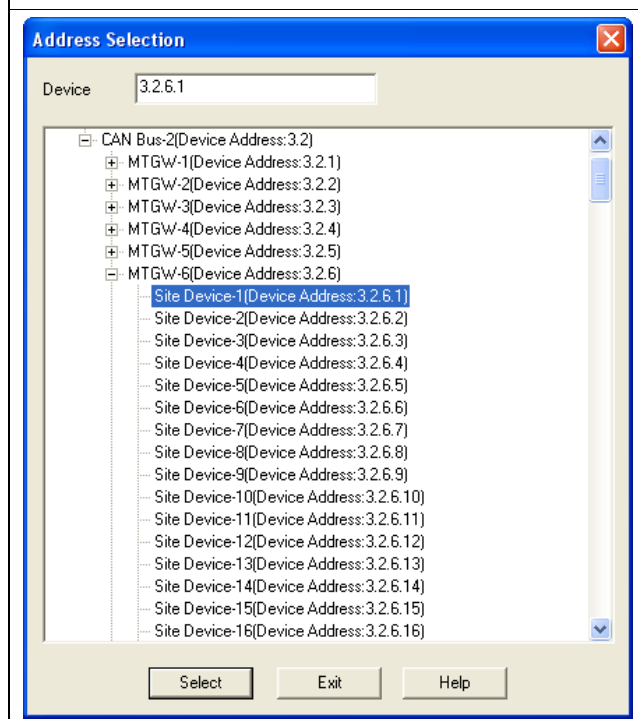 Address Selection
Device 3.2.6.1
CAN Bus-2(Device Address:3.2)
MTGW-1(Device Address:3.2.1)
MTGW-2(Device Address:3.2.2)
MTGW-3(Device Address:3.2.3)
MTGW-4(Device Address:3.2.4)
MTGW-5(Device Address:3.2.5)
MTGW-6(Device Address:3.2.6)
Site Device-1(Device Address:3.2.6.1)
Site Device-2(Device Address:3.2.6.2)
Site Device-3(Device Address:3.2.6.3)
Site Device-4(Device Address:3.2.6.4)
Site Device-5(Device Address:3.2.6.5)
Site Device-6(Device Address:3.2.6.6)
Site Device-7(Device Address:3.2.6.7)
Site Device-8(Device Address:3.2.6.8)
Site Device-9(Device Address:3.2.6.9)
Site Device-10(Device Address:3.2.6.10)
Site Device-11(Device Address:3.2.6.11)
Site Device-12(Device Address:3.2.6.12)
Site Device-13(Device Address:3.2.6.13)
Site Device-14(Device Address:3.2.6.14)
Site Device-15(Device Address:3.2.6.15)
Site Device-16(Device Address:3.2.6.16)
Select Exit Help